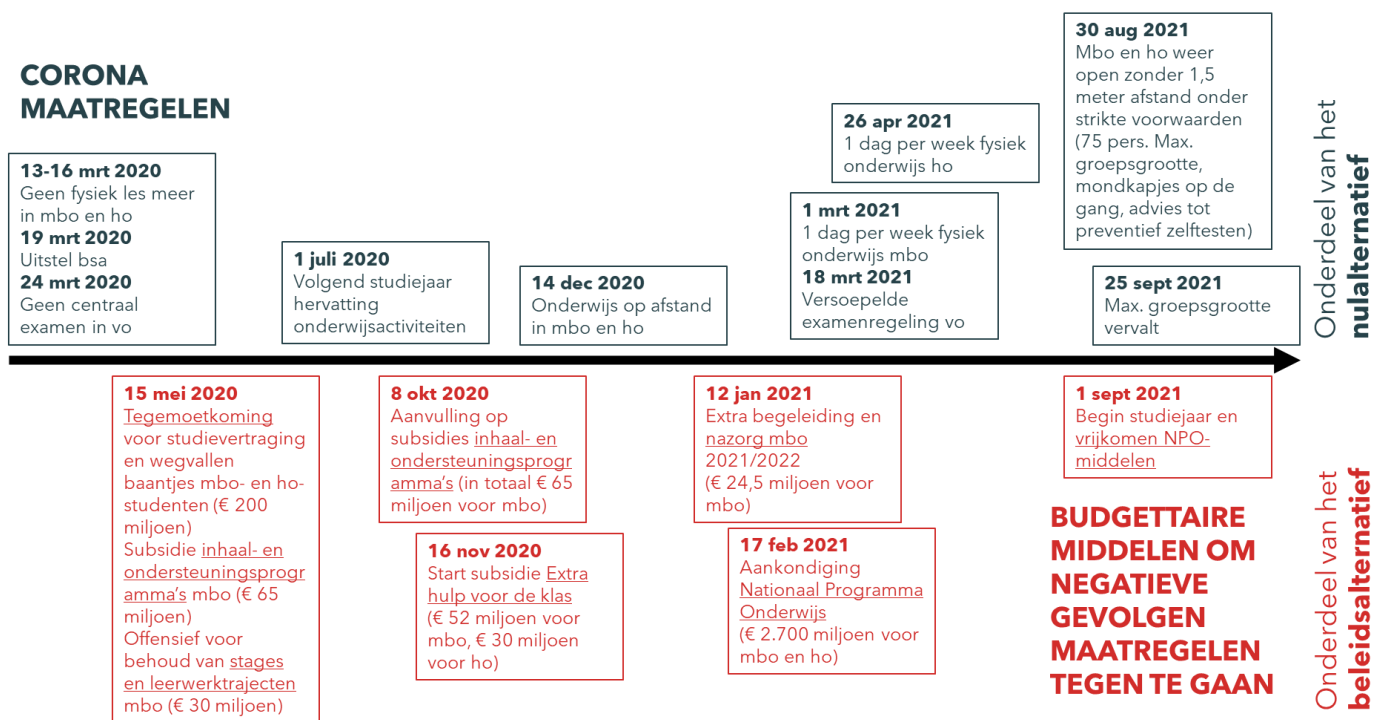 CORONA
MAATREGELEN
13-16 mrt 2020
Geen fysiek les meer
in mbo en ho
19 mrt 2020
Uitstel bsa
24 mrt 2020
Geen centraal
examen in vo
1 juli 2020
Volgend studiejaar
hervatting
onderwijsactiviteiten
14 dec 2020
Onderwijs op afstand
in mbo en ho
1 mrt 2021
1 dag per week fysiek
onderwijs mbo
18 mrt 2021
Versoepelde
examenregeling vo
26 apr 2021
1 dag per week fysiek
onderwijs ho
30 aug 2021
Mbo en ho weer
open zonder 1,5
meter afstand onder
strikte voorwaarden
(75 pers. Max.
groepsgrootte,
mondkapjes op de
gang, advies tot
preventief zelftesten)
25 sept 2021
Max. groepsgrootte
vervalt
Onderdeel van het
nulalternatief
15 mei 2020
Tegemoetkoming
voor studievertraging
en wegvallen
baantjes mbo- en ho-
studenten (€ 200
miljoen)
Subsidie inhaal- en
ondersteuningsprogr
amma's mbo (€ 65
miljoen)
Offensief voor
behoud van stages
en leerwerktrajecten
mbo (€ 30 miljoen)
8 okt 2020
Aanvulling op
subsidies inhaal- en
ondersteuningsprogr
amma's (in totaal € 65
miljoen voor mbo)
16 nov 2020
Start subsidie Extra
hulp voor de klas
(€ 52 miljoen voor
mbo, € 30 miljoen
voor ho)
12 jan 2021
Extra begeleiding en
nazorg mbo
2021/2022
(€ 24,5 miljoen voor
mbo)
17 feb 2021
Aankondiging
Nationaal Programma
Onderwijs
(€ 2.700 miljoen voor
mbo en ho)
1 sept 2021
Begin studiejaar en
vrijkomen NPO-
middelen
BUDGETTAIRE
MIDDELEN OM
NEGATIEVE
GEVOLGEN
MAATREGELEN
TEGEN TE GAAN
Onderdeel van het
beleidsalternatief